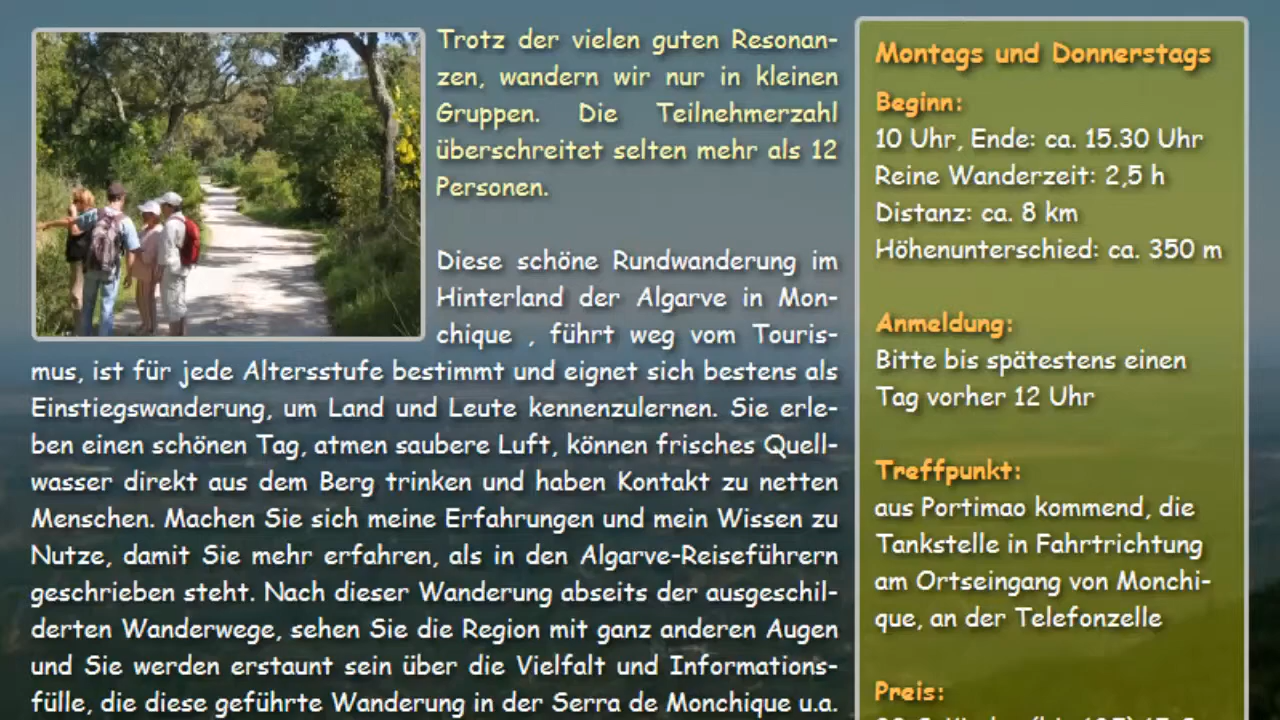 Trotz der vielen guten Resonan-
zen, wandern wir nur in kleinen
Gruppen. Die Teilnehmerzahl
überschreitet selten mehr als 12
Personen.
Diese schöne Rundwanderung im
Hinterland der Algarve in Mon-
chique , führt weg vom Touris-
mus, ist für jede Altersstufe bestimmt und eignet sich bestens als
Einstiegswanderung, um Land und Leute kennenzulernen. Sie erle-
ben einen schönen Tag, atmen saubere Luft, können frisches Quell-
wasser direkt aus dem Berg trinken und haben Kontakt zu netten
Menschen. Machen Sie sich meine Erfahrungen und mein Wissen zu
Nutze, damit Sie mehr erfahren, als in den Algarve-Reiseführern
geschrieben steht. Nach dieser Wanderung abseits der ausgeschil-
derten Wanderwege, sehen Sie die Region mit ganz anderen Augen
und Sie werden erstaunt sein über die Vielfalt und Informations-
fülle, die diese geführte Wanderung in der Serra de Monchique u.a.
Montags und Donnerstags
Beginn:
10 Uhr, Ende: ca. 15.30 Uhr
Reine Wanderzeit: 2,5 h
Distanz: ca. 8 km
Höhenunterschied: ca. 350 m
Anmeldung:
Bitte bis spätestens einen
Tag vorher 12 Uhr
Treffpunkt:
aus Portimao kommend, die
Tankstelle in Fahrtrichtung
am Ortseingang von Monchi-
que, an der Telefonzelle
Preis: